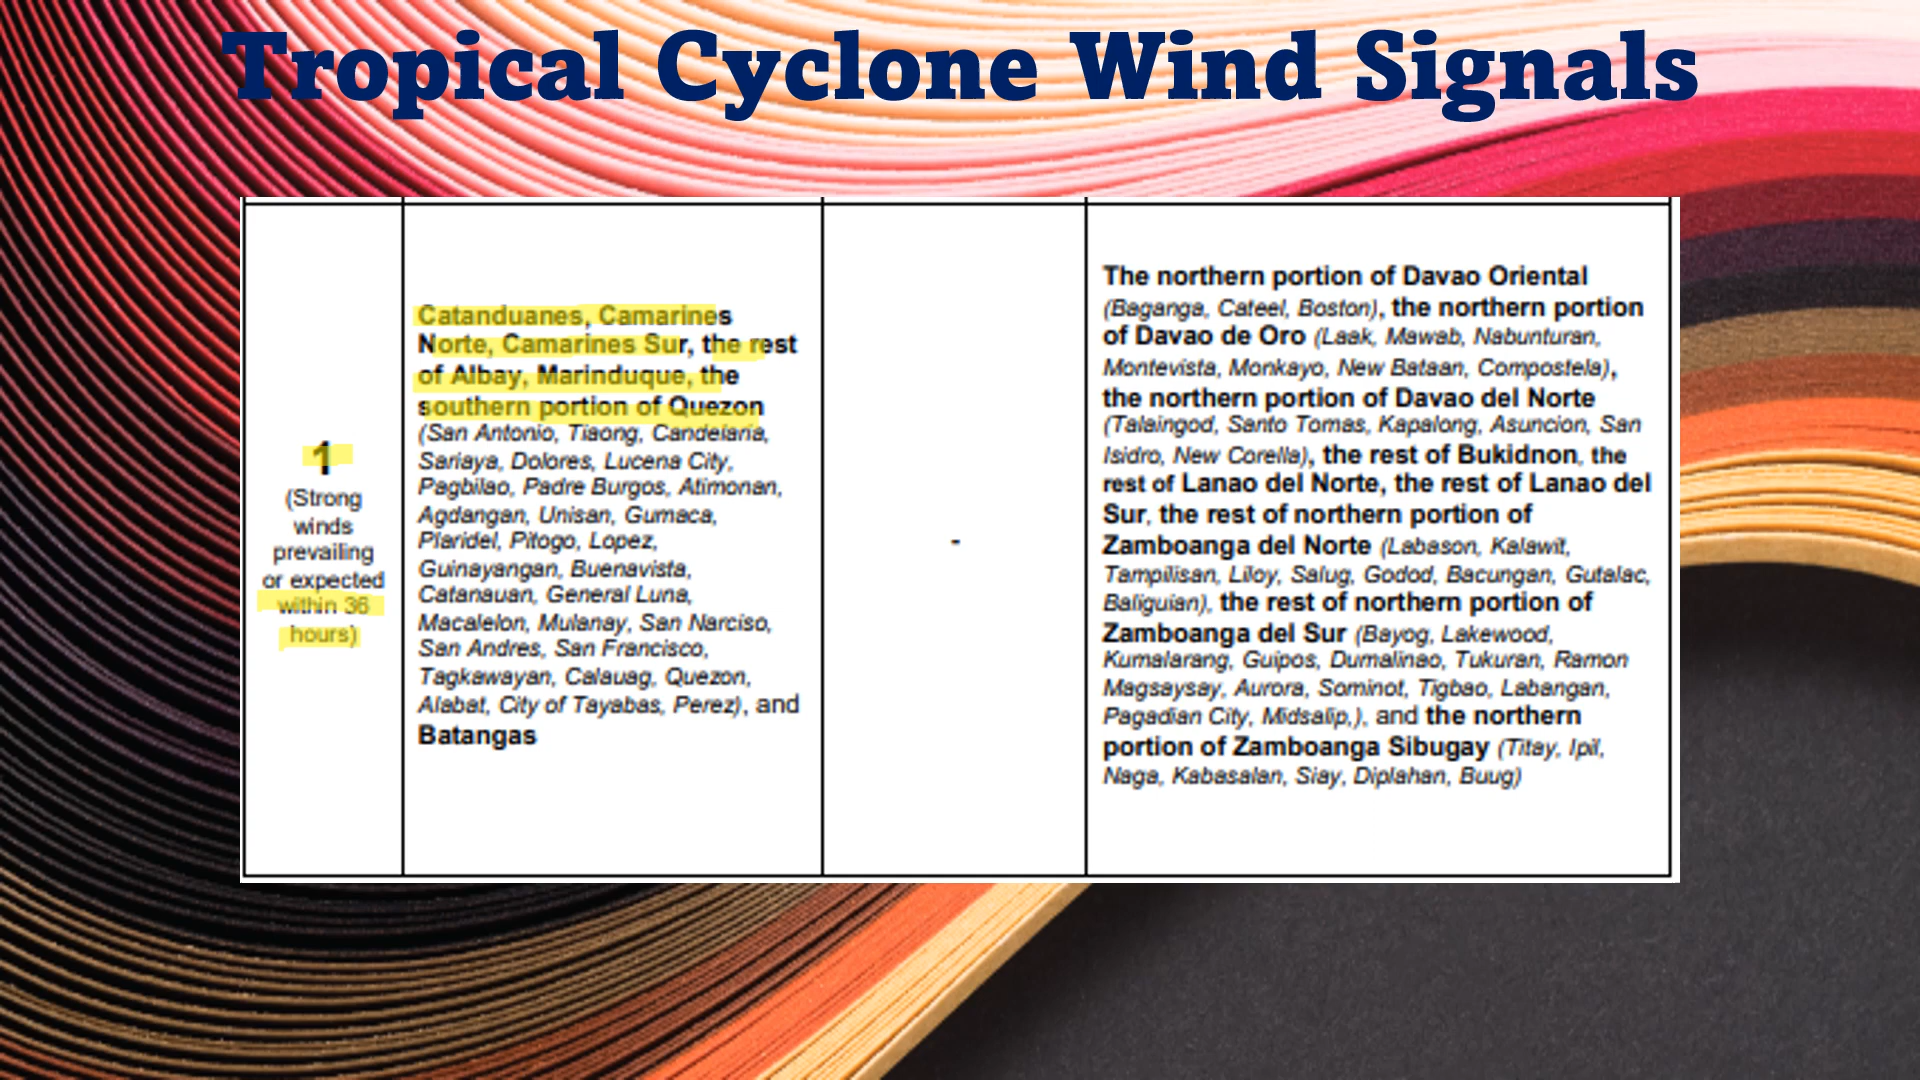 Tropical Cyclone Wind Signals
1
(Strong
winds
prevailing
or expected
within 36
hours)
Catanduanes, Camarines
Norte, Camarines Sur, the rest
of Albay, Marinduque, the
southern portion of Quezon
(San Antonio, Tiaong, Candelaria,
Sariaya, Dolores, Lucena City,
Pagbilao, Padre Burgos, Atimonan,
Agdangan, Unisan, Gumaca,
Plaridel, Pitogo, Lopez,
Guinayangan, Buenavista,
Catanauan, General Luna,
Macalelon, Mulanay, San Narciso,
San Andres, San Francisco,
Tagkawayan, Calauag, Quezon,
Alabat, City of Tayabas, Perez), and
Batangas
-
The northern portion of Davao Oriental
(Baganga, Cateel, Boston), the northern portion
of Davao de Oro (Laak, Mawab, Nabunturan,
Montevista, Monkayo, New Bataan, Compostela),
the northern portion of Davao del Norte
(Talaingod, Santo Tomas, Kapalong, Asuncion, San
Isidro, New Corella), the rest of Bukidnon, the
rest of Lanao del Norte, the rest of Lanao del
Sur, the rest of northern portion of
Zamboanga del Norte (Labason, Kalawit,
Tampilisan, Liloy, Salug, Godod, Bacungan, Gutalac,
Baliguian), the rest of northern portion of
Zamboanga del Sur (Bayog, Lakewood,
Kumalarang, Guipos, Dumalinao, Tukuran, Ramon
Magsaysay, Aurora, Sominot, Tigbao, Labangan,
Pagadian City, Midsalip,), and the northern
portion of Zamboanga Sibugay (Titay, Ipil,
Naga, Kabasalan, Siay, Diplahan, Buug)